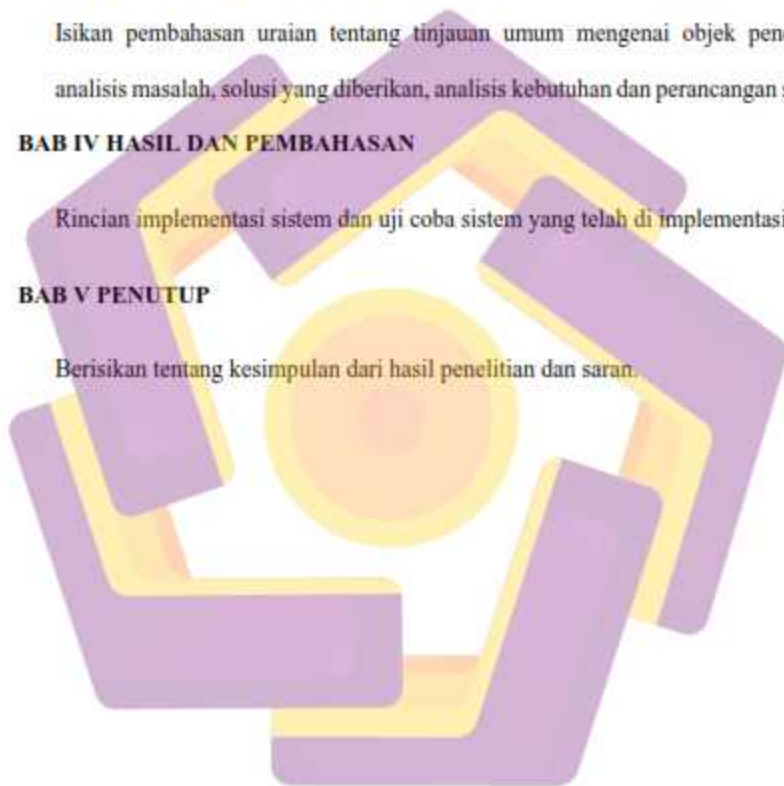 Isikan pembahasan uraian tentang tinjauan umum mengenai objek
analisis masalah, solusi yang diberikan, analisis kebutuhan dan perancangan
BAB IV HASIL DAN PEMBAHASAN
Rincian implementasi sistem dan uji coba sistem yang telah di implementasi
BAB V PENUTUP
Berisikan tentang kesimpulan dari hasil penelitian dan saran.